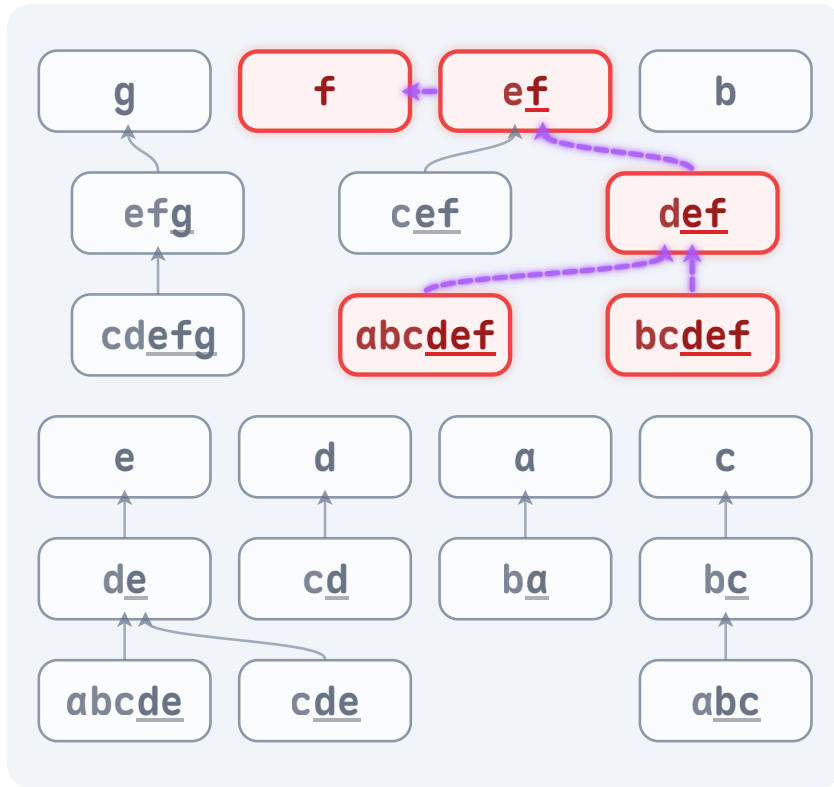 g f ef b
efg cef def
cdefg abcdef bcdef
e d a c
de cd ba bc
abcde cde abc